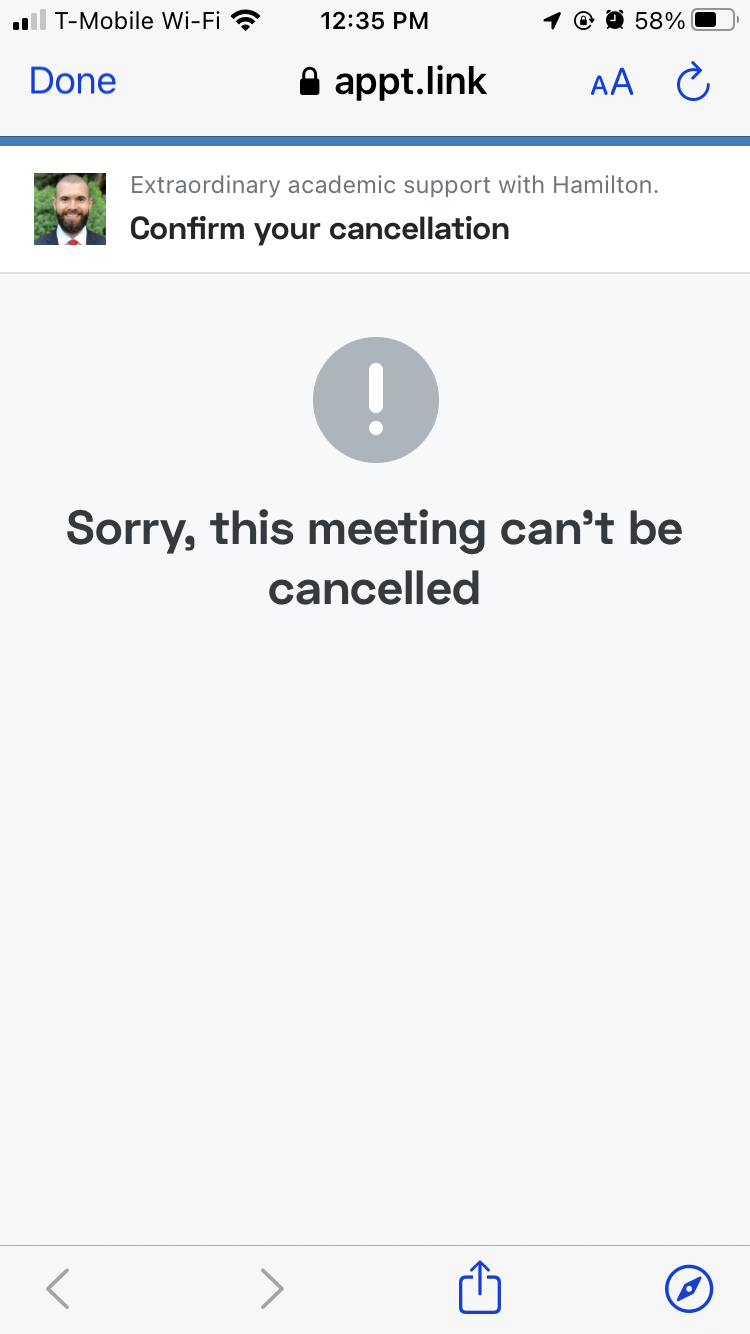 T-Mobile Wi-Fi 12:35 PM 58%
Done appt.link AA
Extraordinary academic support with Hamilton.
Confirm your cancellation
Sorry, this meeting can’t be
cancelled